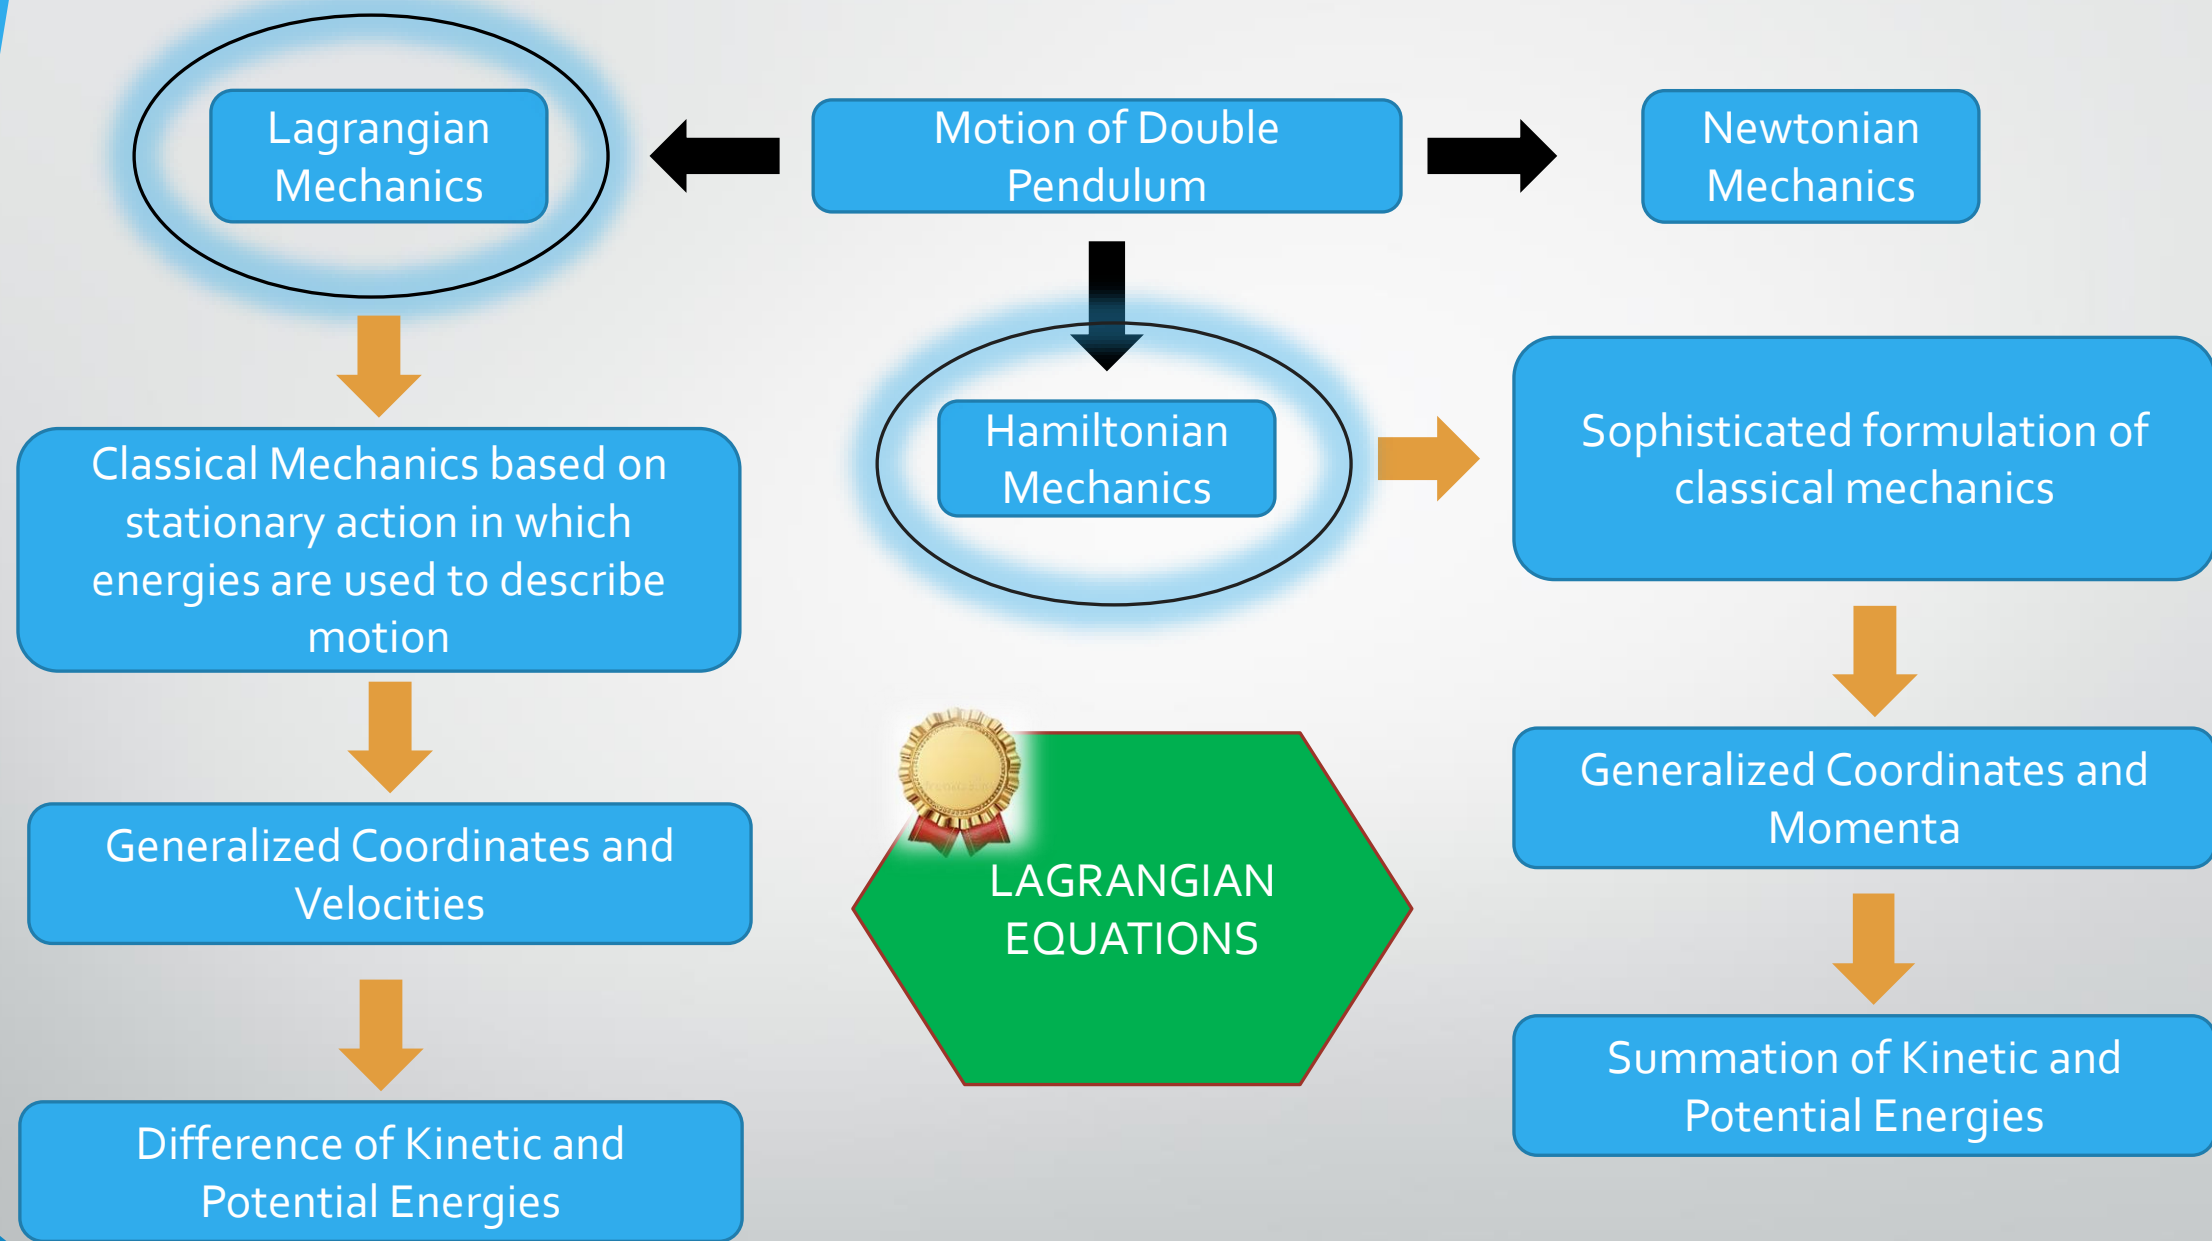 Lagrangian
Mechanics
Motion of Double
Pendulum
Newtonian
Mechanics
Hamiltonian
Mechanics
Sophisticated formulation of
classical mechanics
Classical Mechanics based on
stationary action in which
energies are used to describe
motion
Generalized Coordinates and
Momenta
Generalized Coordinates and
Velocities
LAGRANGIAN
EQUATIONS
Summation of Kinetic and
Potential Energies
Difference of Kinetic and
Potential Energies